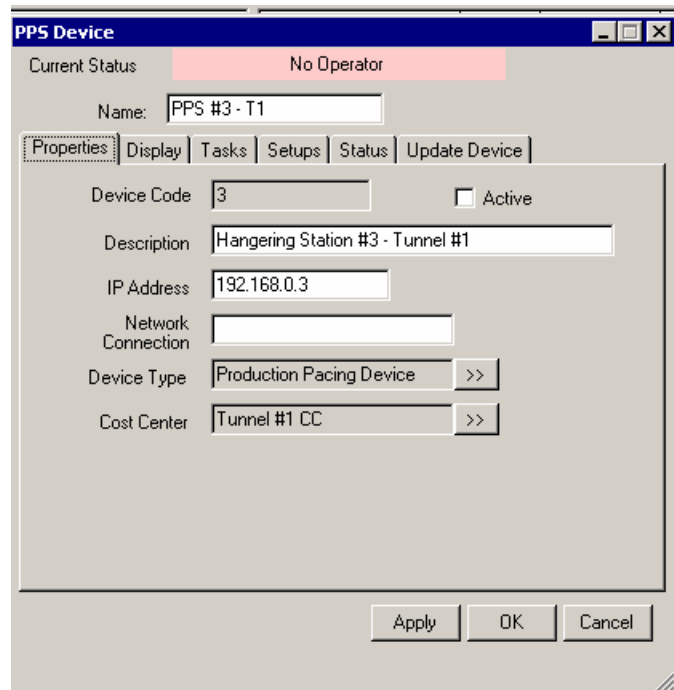 PPS Device
Current Status No Operator
Name: PPS #3 - T1
Properties Display Tasks Setups Status Update Device
Device Code 3 Active
Description Hangering Station #3 - Tunnel #1
IP Address 192.168.0.3
Network
Connection
Device Type Production Pacing Device >>
Cost Center Tunnel #1 CC >>
Apply OK Cancel